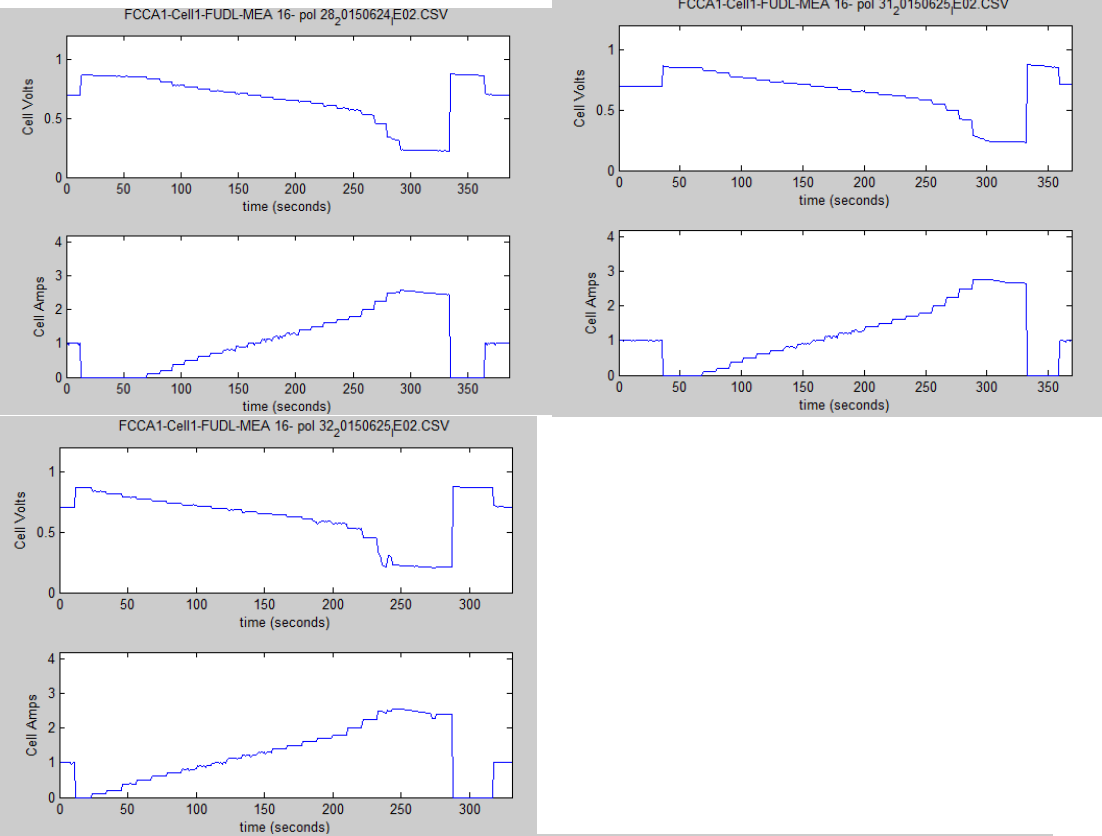 FCCA1-Cell1-FUDL-MEA 16- pol 28₂0150624ᵢE02.CSV
1
0.5
0
Cell Volts
0 50 100 150 200 250 300 350
time (seconds)
4
3
2
1
0
Cell Amps
0 50 100 150 200 250 300 350
time (seconds)
FCCA1-Cell1-FUDL-MEA 16- pol 31₂0150625ᵢE02.CSV
1
0.5
0
Cell Volts
0 50 100 150 200 250 300 350
time (seconds)
4
3
2
1
0
Cell Amps
0 50 100 150 200 250 300 350
time (seconds)
FCCA1-Cell1-FUDL-MEA 16- pol 32₂0150625ᵢE02.CSV
1
0.5
0
Cell Volts
0 50 100 150 200 250 300
time (seconds)
4
3
2
1
0
Cell Amps
0 50 100 150 200 250 300
time (seconds)